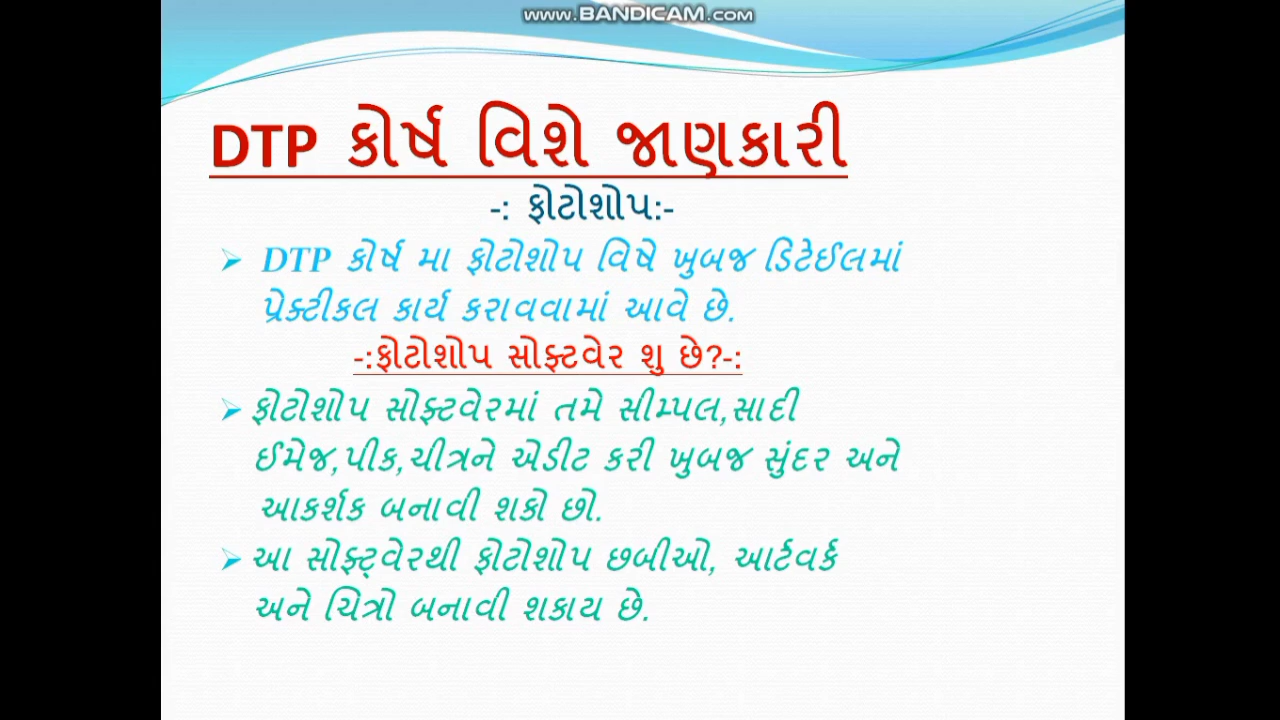 www.BANDICAM.com
DTP કોર્ષ વિશે જાણકારી
-: ફોટોશોપ:-
DTP કોર્ષ મા ફોટોશોપ વિષે ખુબજ ડિટેઈલમાં
પ્રેક્ટીકલ કાર્ય કરાવવામાં આવે છે.
-:ફોટોશોપ સોફ્ટવેર શુ છે?-:
ફોટોશોપ સોફ્ટવેરમાં તમે સીમ્પલ,સાદી
ઈમેજ,પીક,ચીત્રને એડીટ કરી ખુબજ સુંદર અને
આકર્શક બનાવી શકો છો.
આ સોફ્ટ્વેરથી ફોટોશોપ છબીઓ, આર્ટવર્ક
અને ચિત્રો બનાવી શકાય છે.